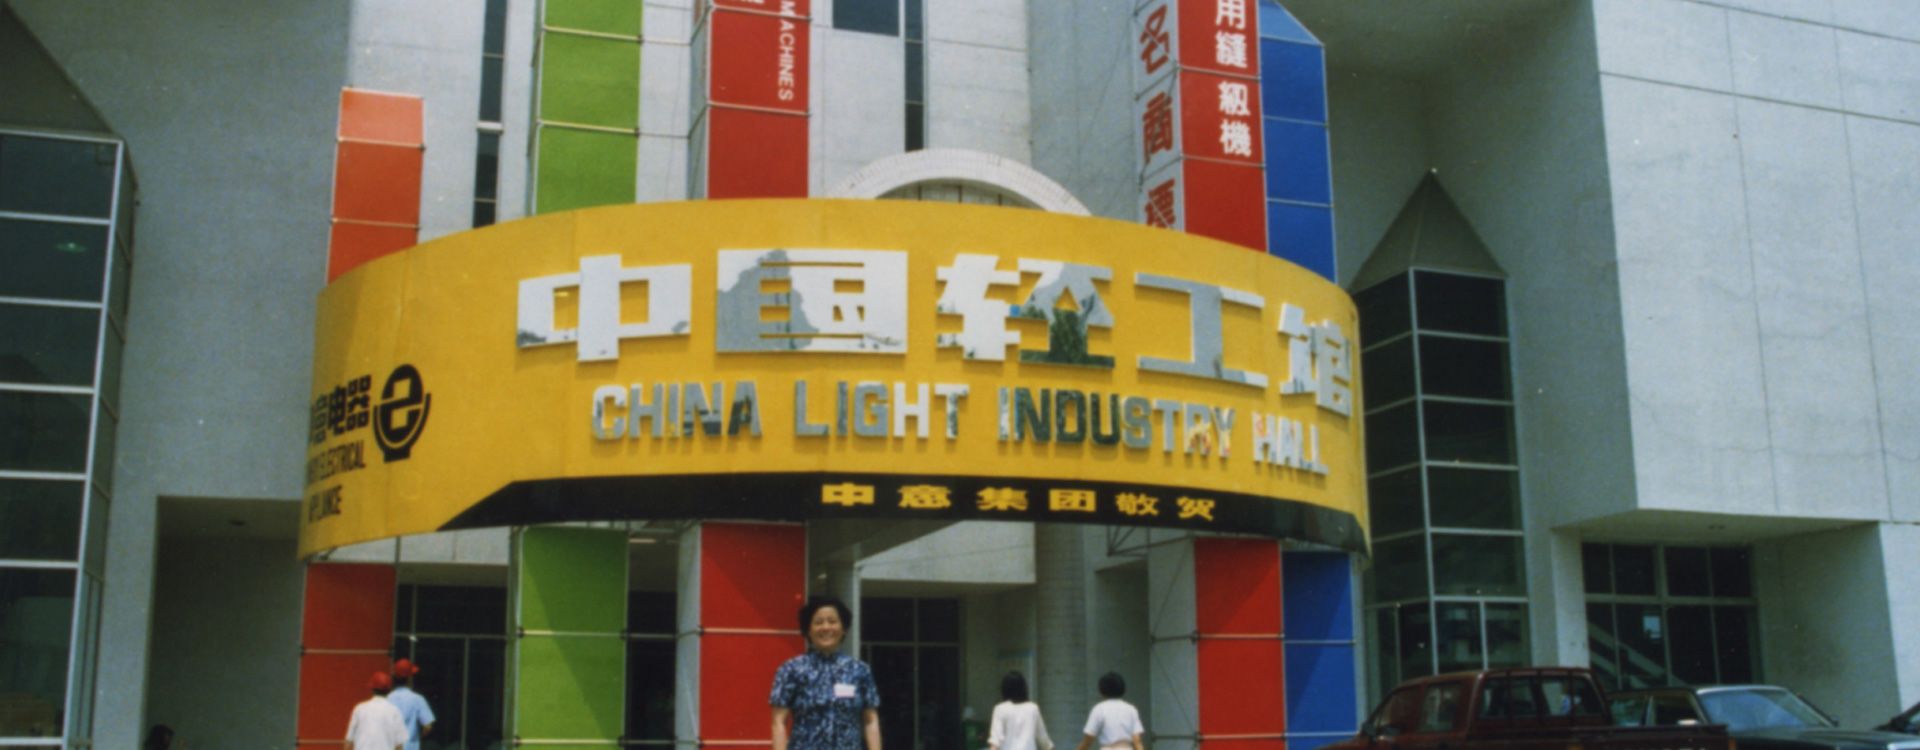 MACHINES
名商標
用縫紉機
中国轻工馆
CHINA LIGHT INDUSTRY HALL
意电器
e
ELECTRICAL
中意集团敬贺